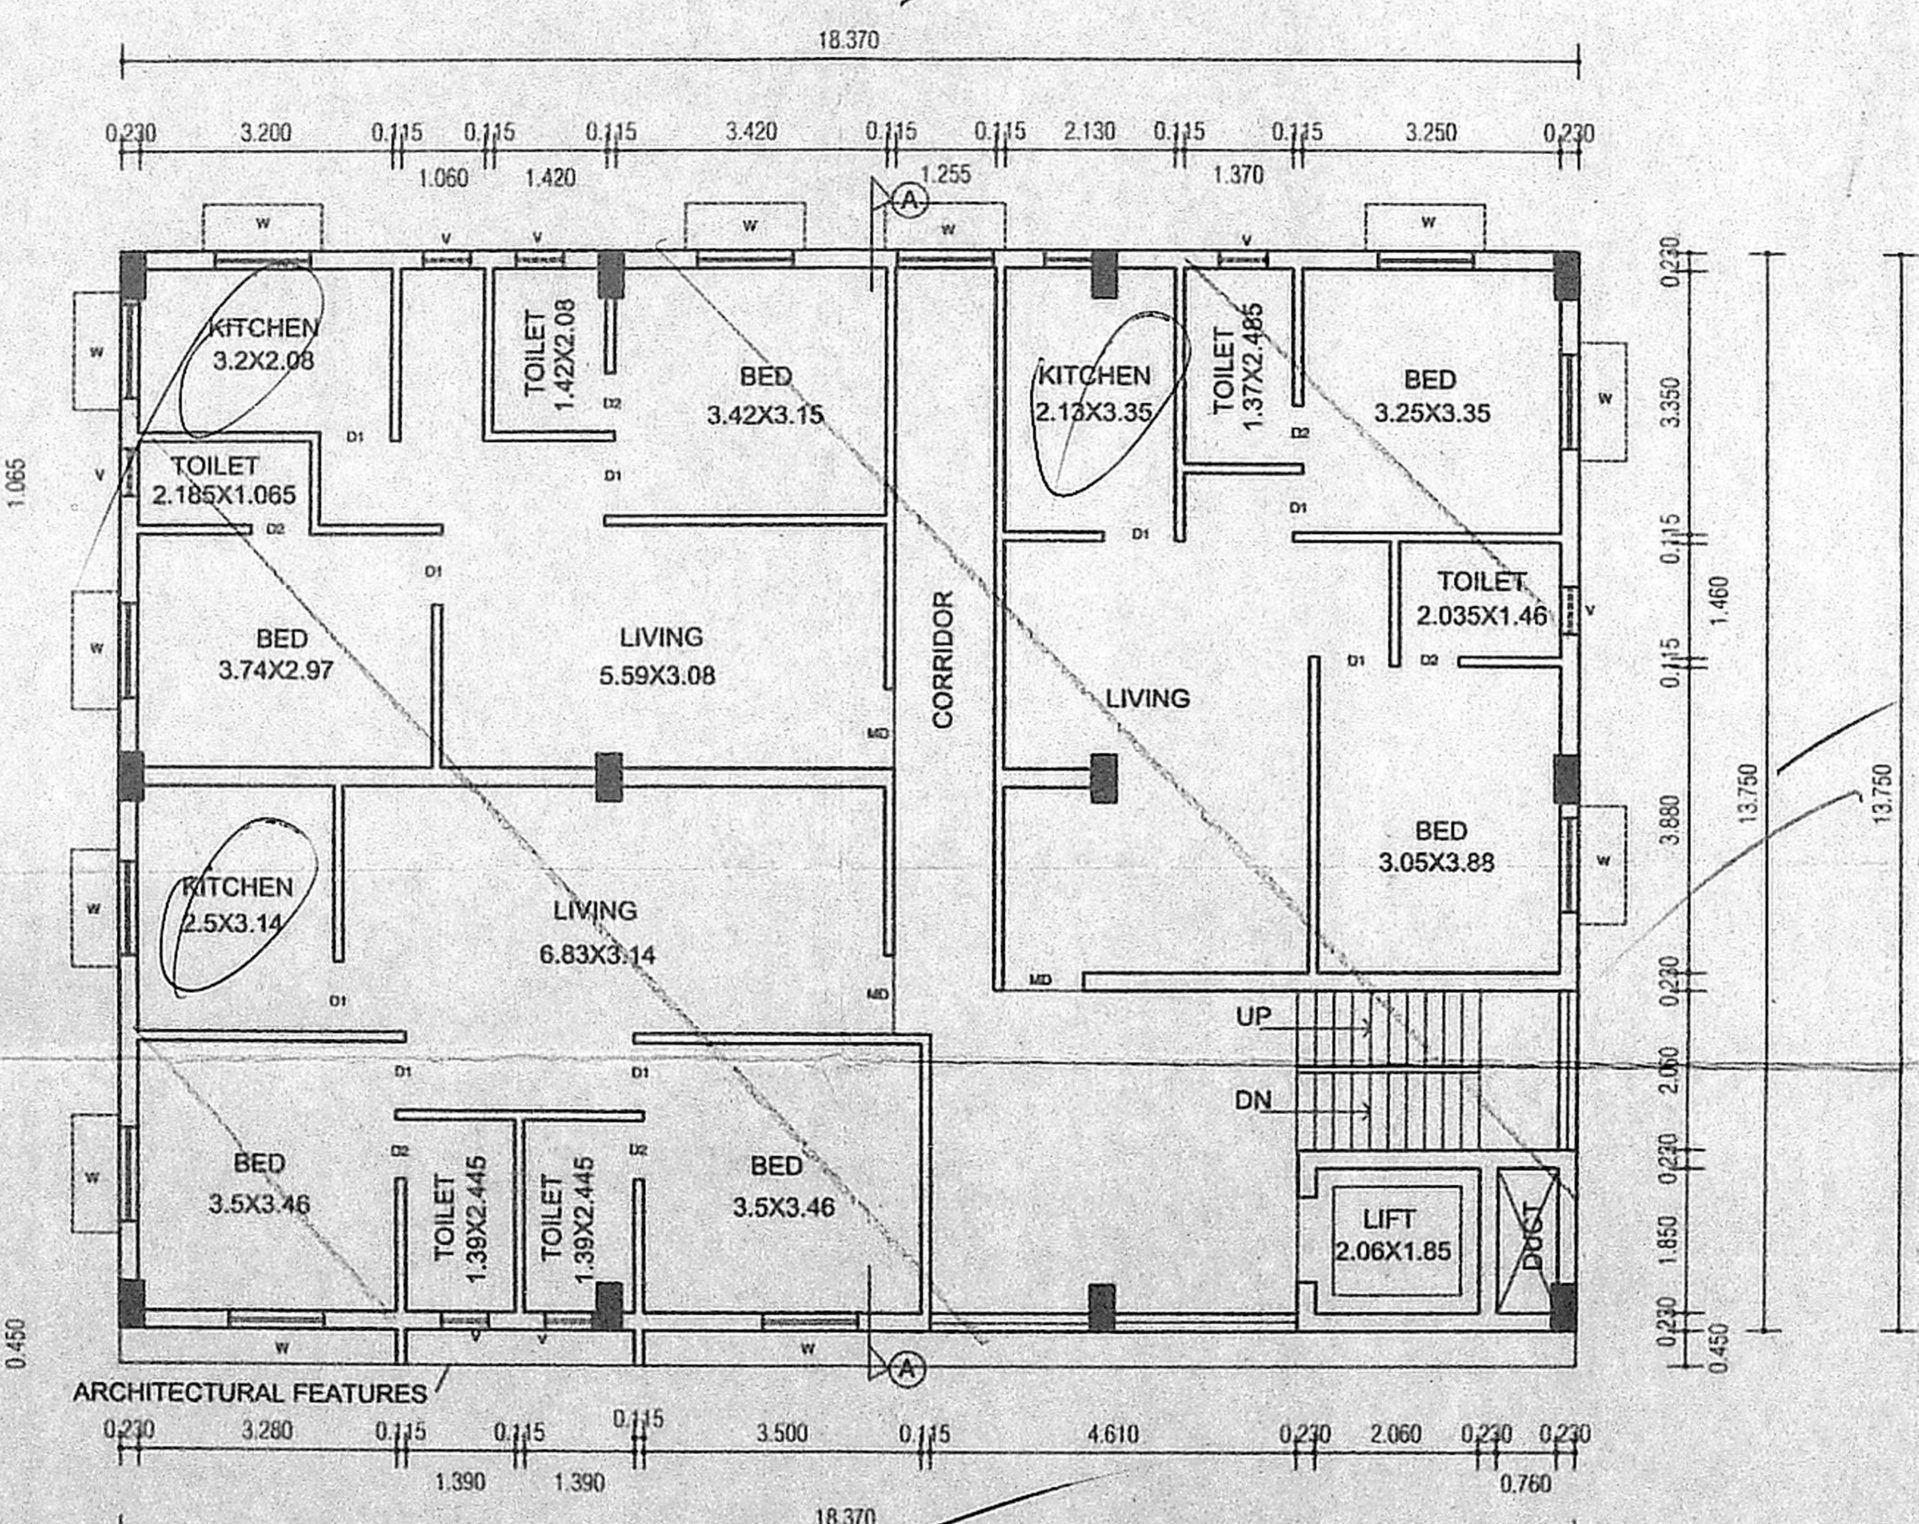 18.370
0.230 3.200 0.115 0.115 0.115 3.420 0.115 0.115 2.130 0.115 0.115 3.250 0.230
1.060 1.420 1.255 1.370
A
W W W W
V V V
KITCHEN
3.2X2.08
TOILET
1.42X2.08
BED
3.42X3.15
KITCHEN
2.13X3.35
TOILET
1.37X2.485
BED
3.25X3.35
W
W
D1
D2
D2
D1
D1
D1
TOILET
2.185X1.065
V
D2
D1
TOILET
2.035X1.46
V
D1
D2
BED
3.74X2.97
W
LIVING
5.59X3.08
CORRIDOR
MD
LIVING
BED
3.05X3.88
W
KITCHEN
2.5X3.14
W
D1
LIVING
6.83X3.14
MD
MD
UP
DN
D1
D1
D2
D2
BED
3.5X3.46
W
TOILET
1.39X2.445
TOILET
1.39X2.445
BED
3.5X3.46
LIFT
2.06X1.85
DUCT
W V V W
A
ARCHITECTURAL FEATURES
1.065
0.450
0.230
3.350
0.115
1.460
0.115
3.880
0.230
2.060
0.230
1.850
0.230
0.450
13.750
13.750
0.230 3.280 0.115 0.115 0.115 3.500 0.115 4.610 0.230 2.060 0.230 0.230
1.390 1.390 0.760
18.370